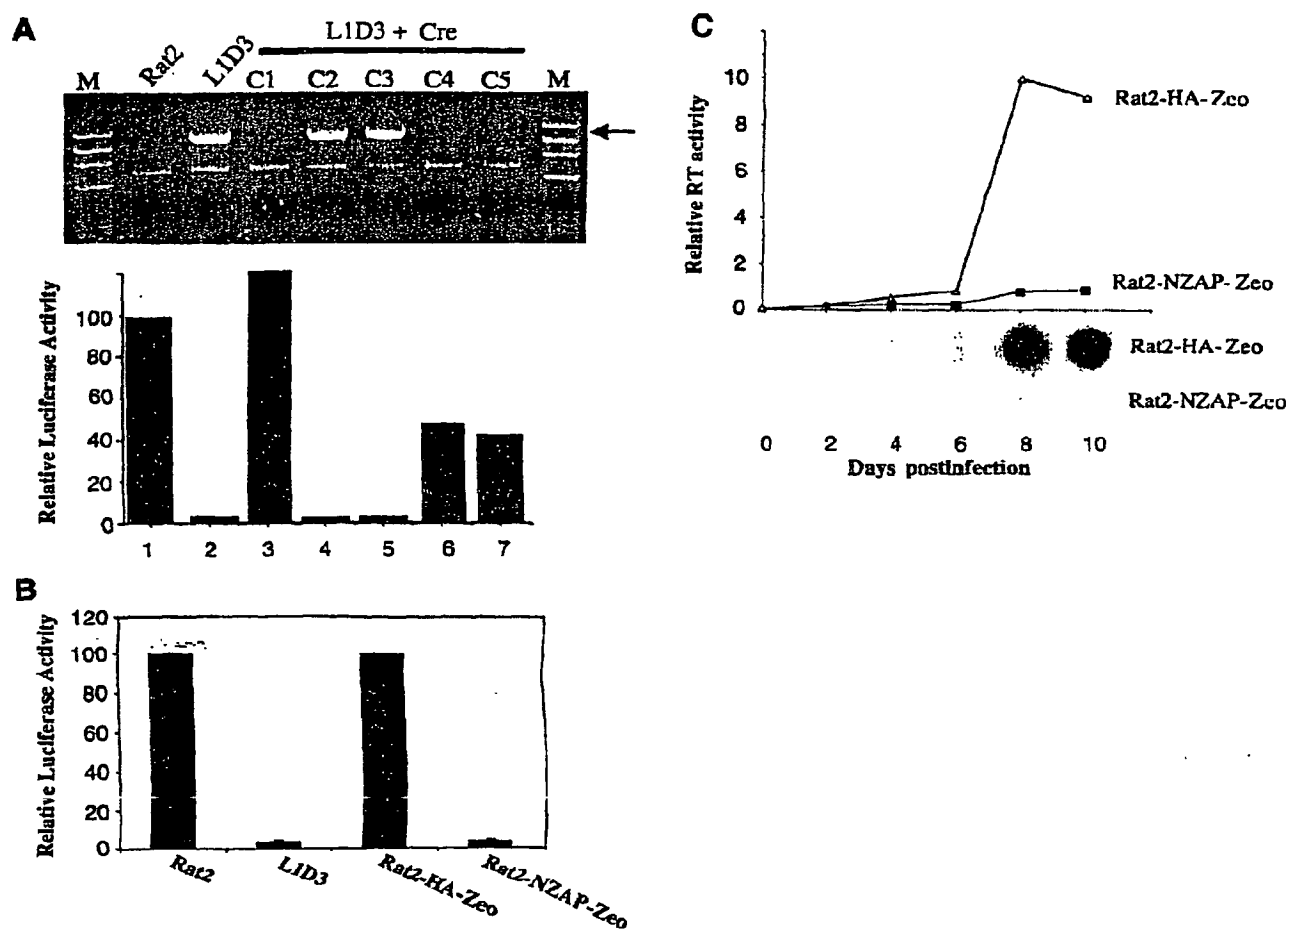 A
L1D3 + Cre
M Rat2 L1D3 C1 C2 C3 C4 C5 M
Relative Luciferase Activity
100
80
60
40
20
0
1 2 3 4 5 6 7
B
Relative Luciferase Activity
120
100
80
60
40
20
0
Rat2 L1D3 Rat2-HA-Zeo Rat2-NZAP-Zeo
C
Relative RT activity
10
8
6
4
2
0
Rat2-HA-Zeo
Rat2-NZAP-Zeo
Rat2-HA-Zeo
Rat2-NZAP-Zeo
0 2 4 6 8 10
Days postinfection